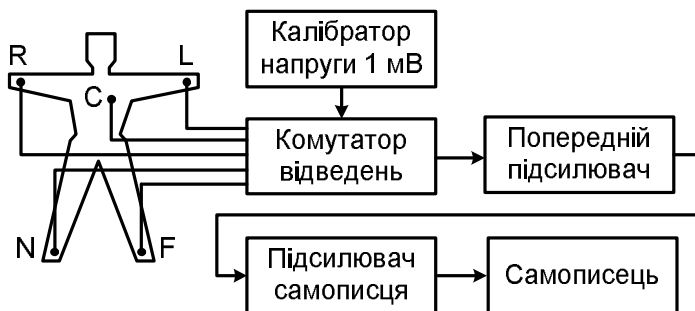 R
L
C
N
F
Калібратор
напруги 1 мВ
Комутатор
відведень
Попередній
підсилювач
Підсилювач
самописця
Самописець